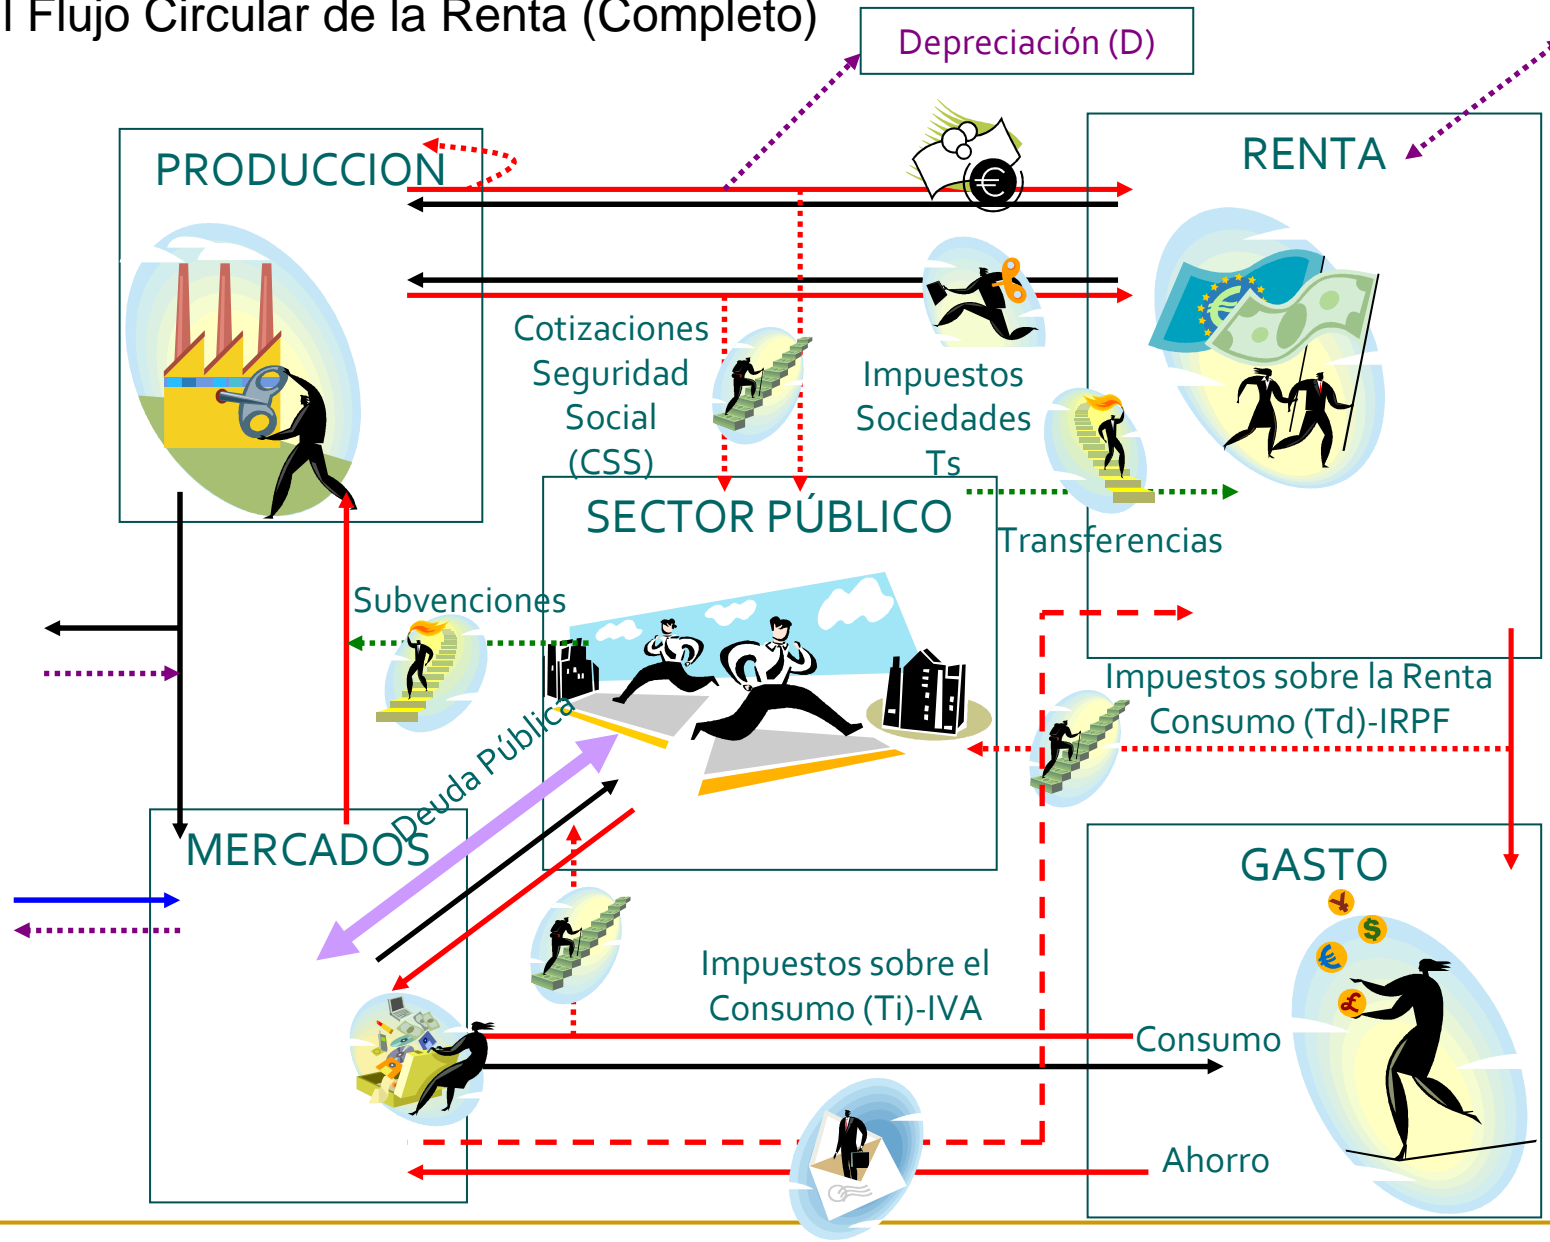 l Flujo Circular de la Renta (Completo)
Depreciación (D)
PRODUCCION
RENTA
Cotizaciones
Seguridad
Social
(CSS)
Impuestos
Sociedades
Ts
SECTOR PÚBLICO
Transferencias
Subvenciones
Impuestos sobre la Renta
Consumo (Td)-IRPF
Deuda Pública
MERCADOS
GASTO
Impuestos sobre el
Consumo (Ti)-IVA
Consumo
Ahorro